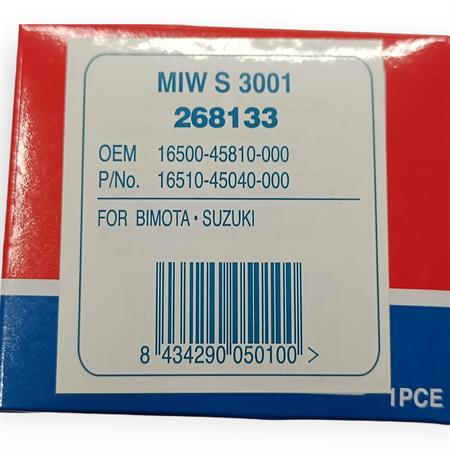 MIW S 3001
268133
OEM 16500-45810-000
P/No. 16510-45040-000
FOR BIMOTA • SUZUKI
8 434290 050100 >
1PCE